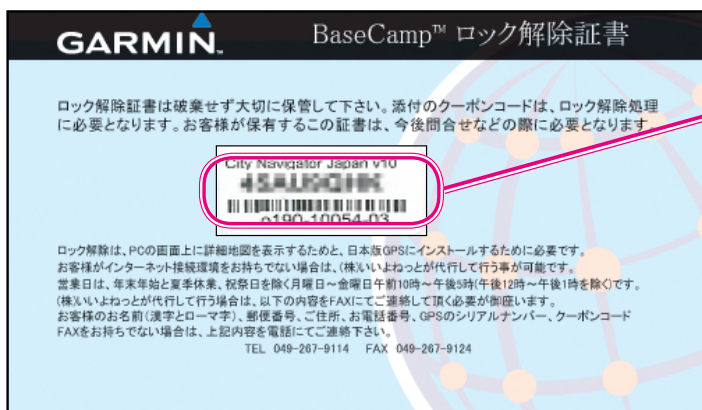 GARMIN
BaseCamp™ ロック解除証書
ロック解除証書は破棄せず大切に保管して下さい。添付のクーポンコードは、ロック解除処理
に必要となります。お客様が保有するこの証書は、今後問合せなどの際に必要となります。
City Navigator Japan v10
o190-10054-03
ロック解除は、PCの画面上に詳細地図を表示するためと、日本版GPSにインストールするために必要です。
お客様がインターネット接続環境をお持ちでない場合は、(株)いいよねっとが代行して行う事が可能です。
営業日は、年末年始と夏季休業、祝祭日を除く月曜日～金曜日午前10時～午後5時(午後12時～午後1時を除く)です。
(株)いいよねっとが代行して行う場合は、以下の内容をFAXにてご連絡して頂く必要が御座います。
お客様のお名前(漢字とローマ字)、郵便番号、ご住所、お電話番号、GPSのシリアルナンバー、クーポンコード
FAXをお持ちでない場合は、上記内容を電話にてご連絡下さい。
TEL 049-267-9114 FAX 049-267-9124